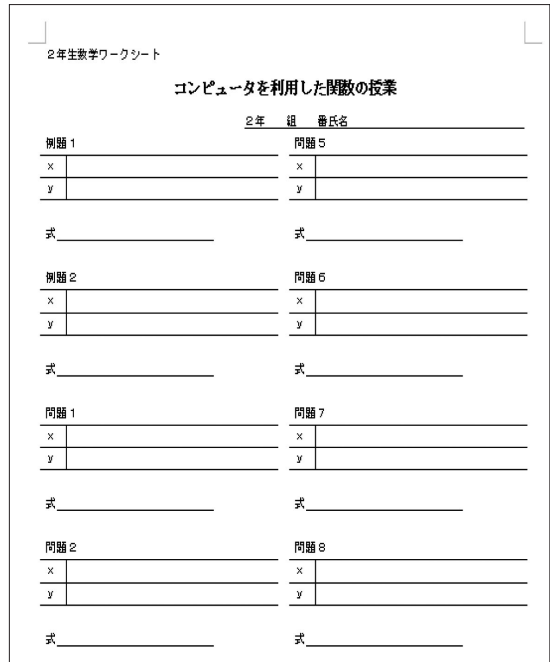 2年生数学ワークシート
コンピュータを利用した関数の授業
2年 組 番氏名
例題1
x
y
式
例題2
x
y
式
問題1
x
y
式
問題2
x
y
式
問題5
x
y
式
問題6
x
y
式
問題7
x
y
式
問題8
x
y
式